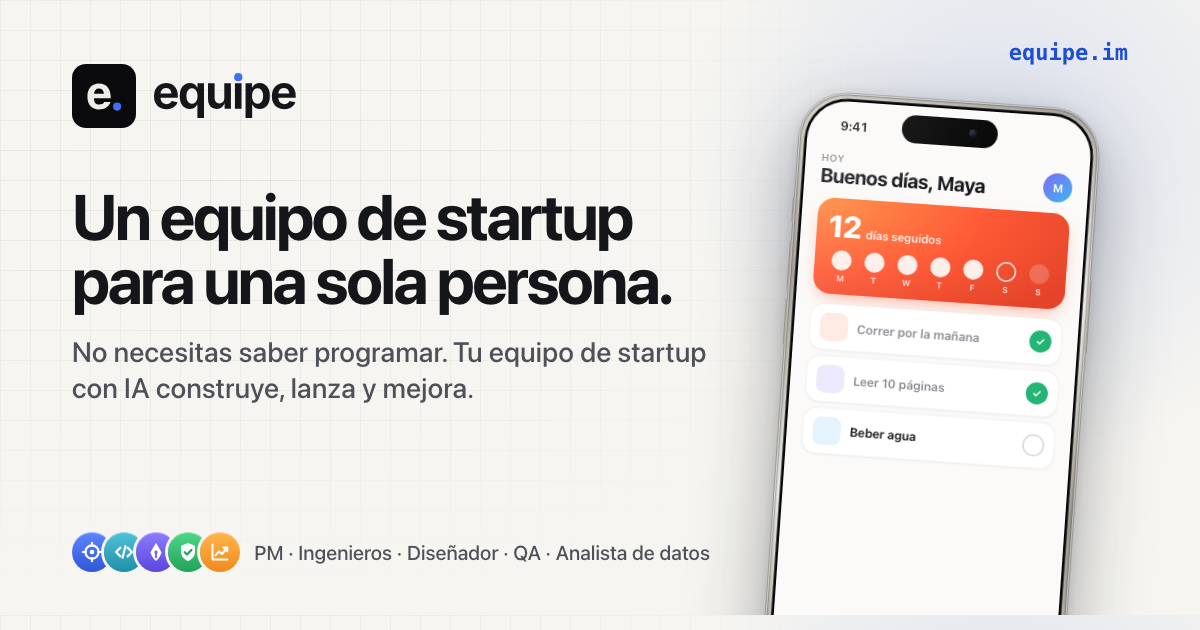 equipe.im
e. equipe
Un equipo de startup
para una sola persona.
No necesitas saber programar. Tu equipo de startup
con IA construye, lanza y mejora.
PM · Ingenieros · Diseñador · QA · Analista de datos
9:41
HOY
Buenos días, Maya
M
12 días seguidos
M T W T F S S
Correr por la mañana
Leer 10 páginas
Beber agua